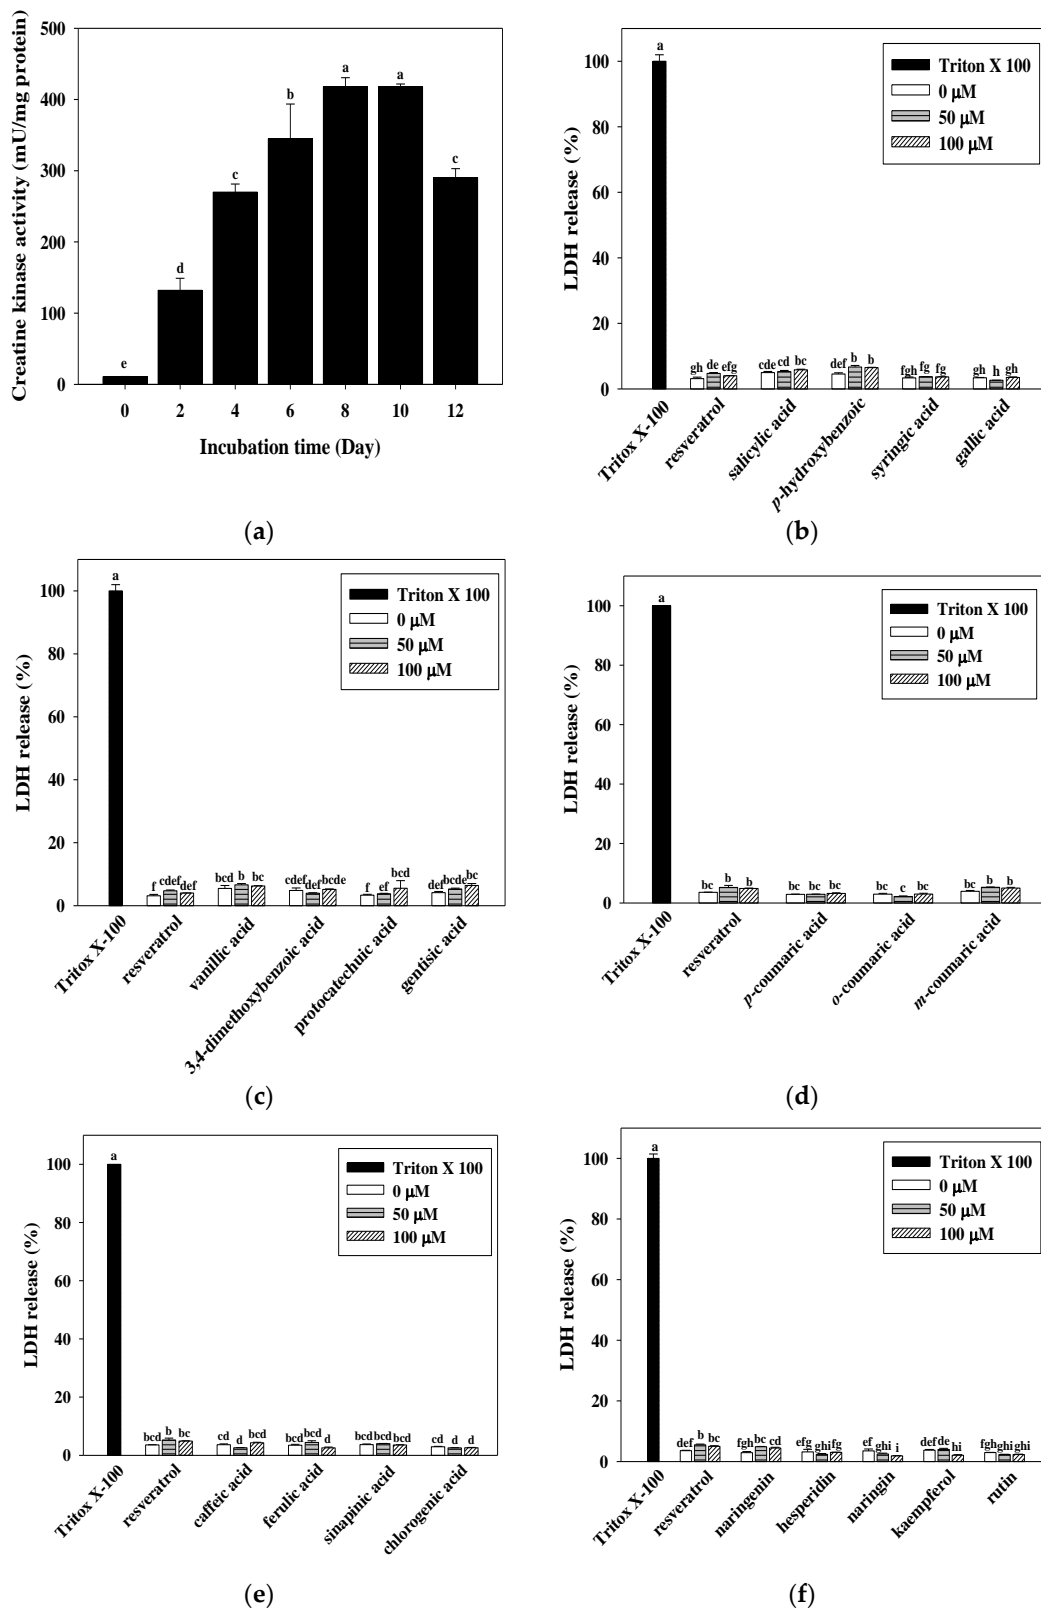 Creatine kinase activity (mU/mg protein)
500
400
300
200
100
0
e
d
c
b
a
a
c
0 2 4 6 8 10 12
Incubation time (Day)
(a)
LDH release (%)
100
80
60
40
20
0
a
gh de efg cde cd bc def b b fgh fg fg gh h gh
Triton X 100
0 µM
50 µM
100 µM
Tritox X-100
resveratrol
salicylic acid
p-hydroxybenzoic
syringic acid
gallic acid
(b)
LDH release (%)
100
80
60
40
20
0
a
f cdef def bcd b bc cdef def bcde f ef bcd def bcde bc
Triton X 100
0 µM
50 µM
100 µM
Tritox X-100
resveratrol
vanillic acid
3,4-dimethoxybenzoic acid
protocatechuic acid
gentisic acid
(c)
LDH release (%)
100
80
60
40
20
0
a
bc b b bc bc bc bc c bc bc b b
Triton X 100
0 µM
50 µM
100 µM
Tritox X-100
resveratrol
p-coumaric acid
o-coumaric acid
m-coumaric acid
(d)
LDH release (%)
100
80
60
40
20
0
a
bcd b bc cd d bcd bcd bcd d bcd bcd bcd cd d d
Triton X 100
0 µM
50 µM
100 µM
Tritox X-100
resveratrol
caffeic acid
ferulic acid
sinapinic acid
chlorogenic acid
(e)
LDH release (%)
100
80
60
40
20
0
a
def b bc fgh bc cd efg ghi fg ef ghi i def de hi fgh ghi ghi
Triton X 100
0 µM
50 µM
100 µM
Tritox X-100
resveratrol
naringenin
hesperidin
naringin
kaempferol
rutin
(f)